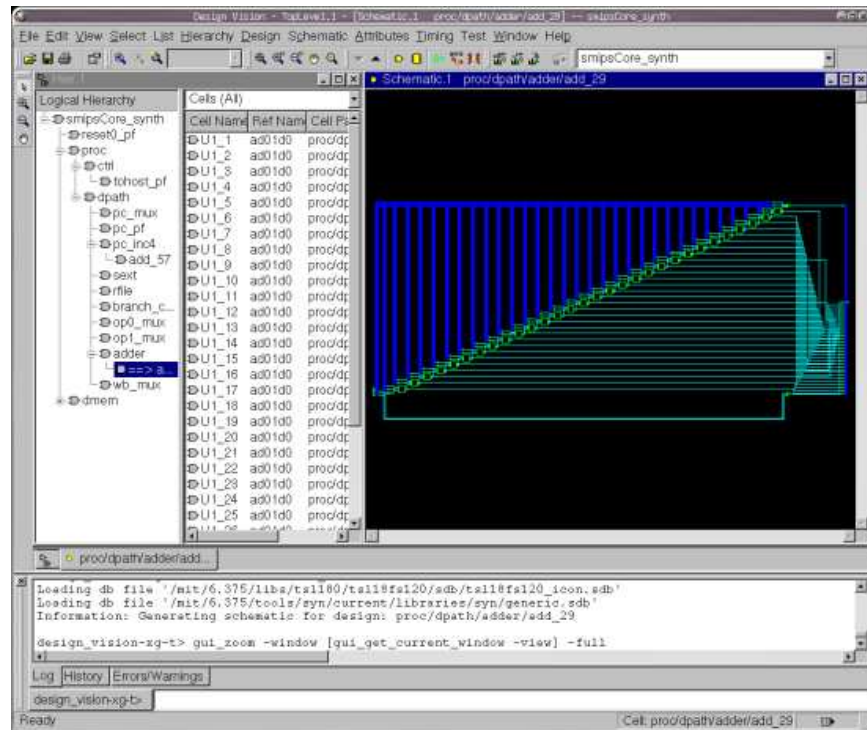 Design Vision - TopLevel.1 - [Schematic.1 proc/dpath/adder/add_29] -- smipsCore_synth
File Edit View Select List Hierarchy Design Schematic Attributes Timing Test Window Help
smipsCore_synth
Schematic.1 proc/dpath/adder/add_29
Logical Hierarchy
smipsCore_synth
reset0_pf
proc
ctrl
tohost_pf
dpath
pc_mux
pc_pf
pc_inc4
add_57
sext
rfile
branch_c...
op0_mux
op1_mux
adder
==> a...
wb_mux
dmem
Cells (All)
Cell Name Ref Nam Cell Pa
U1_1 ad01d0 proc/dp
U1_2 ad01d0 proc/dp
U1_3 ad01d0 proc/dp
U1_4 ad01d0 proc/dp
U1_5 ad01d0 proc/dp
U1_6 ad01d0 proc/dp
U1_7 ad01d0 proc/dp
U1_8 ad01d0 proc/dp
U1_9 ad01d0 proc/dp
U1_10 ad01d0 proc/dp
U1_11 ad01d0 proc/dp
U1_12 ad01d0 proc/dp
U1_13 ad01d0 proc/dp
U1_14 ad01d0 proc/dp
U1_15 ad01d0 proc/dp
U1_16 ad01d0 proc/dp
U1_17 ad01d0 proc/dp
U1_18 ad01d0 proc/dp
U1_19 ad01d0 proc/dp
U1_20 ad01d0 proc/dp
U1_21 ad01d0 proc/dp
U1_22 ad01d0 proc/dp
U1_23 ad01d0 proc/dp
U1_24 ad01d0 proc/dp
U1_25 ad01d0 proc/dp
proc/dpath/adder/add...
Loading db file '/mit/6.375/libs/tsl180/tsl18fs120/sdb/tsl18fs120_icon.sdb'
Loading db file '/mit/6.375/tools/syn/current/libraries/syn/generic.sdb'
Information: Generating schematic for design: proc/dpath/adder/add_29
design_vision-xg-t> gui_zoom -window [gui_get_current_window -view] -full
Log History Errors/Warnings
design_vision-xg-t>
Ready Cell: proc/dpath/adder/add_29